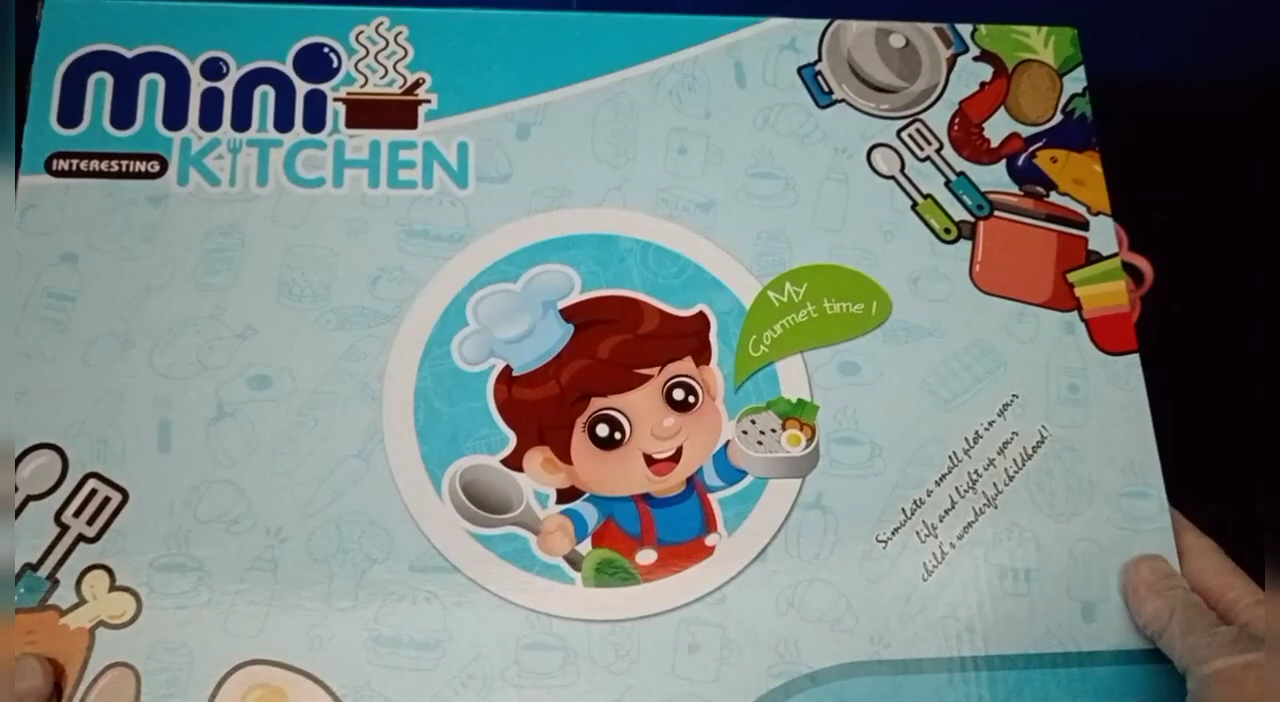 mini
INTERESTING KITCHEN
My
Gourmet time !
Simulate a small plot in your
life and light up your
child's wonderful childhood!